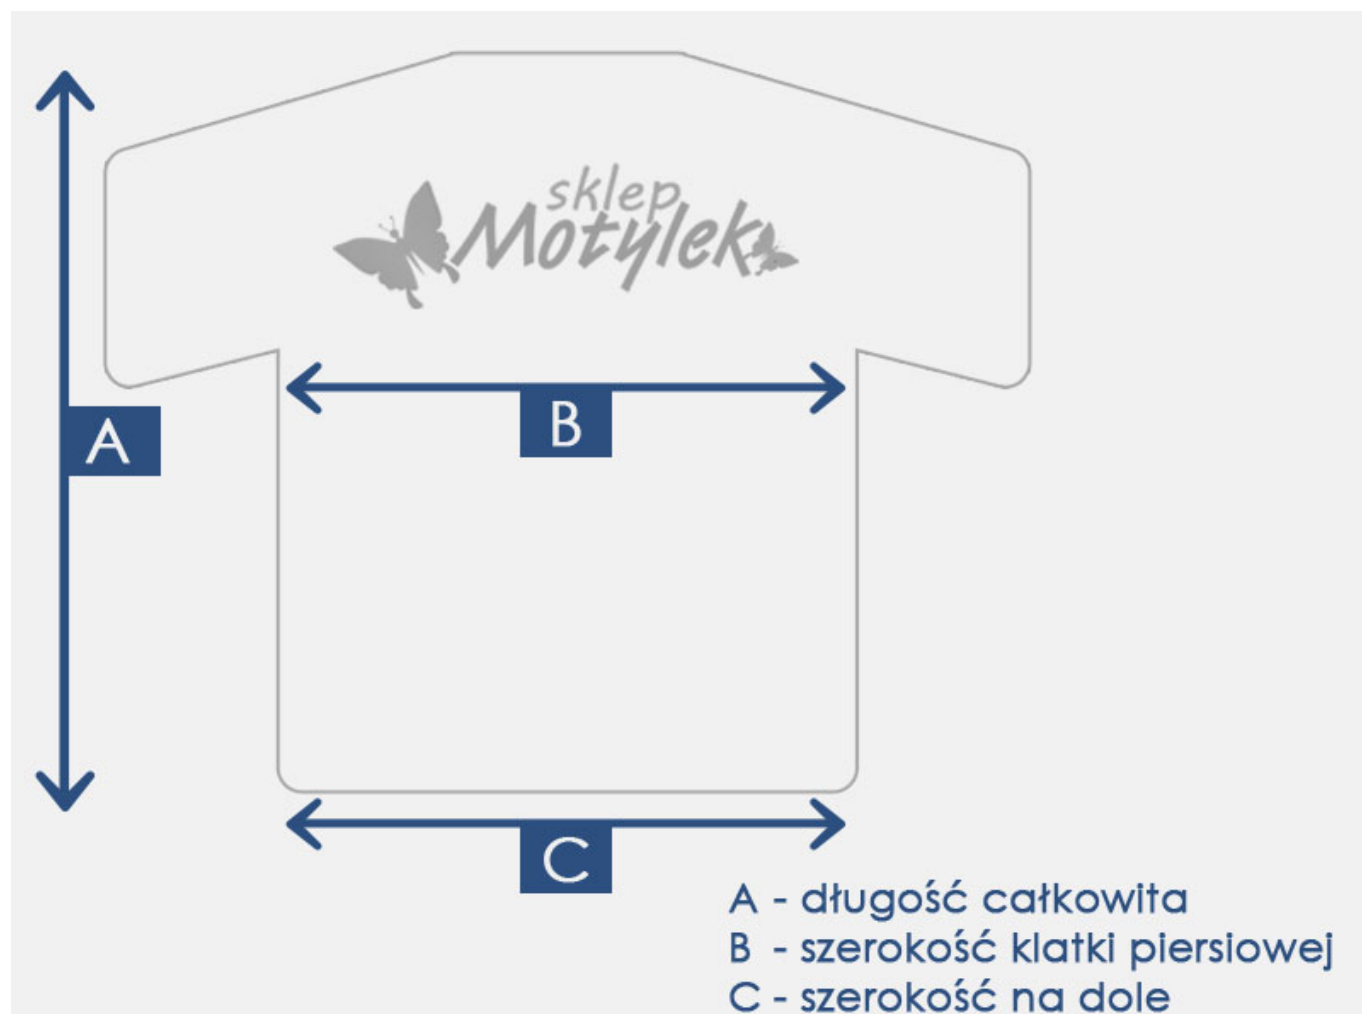 sklep
Motylek
A
B
C
A - długość całkowita
B - szerokość klatki piersiowej
C - szerokość na dole